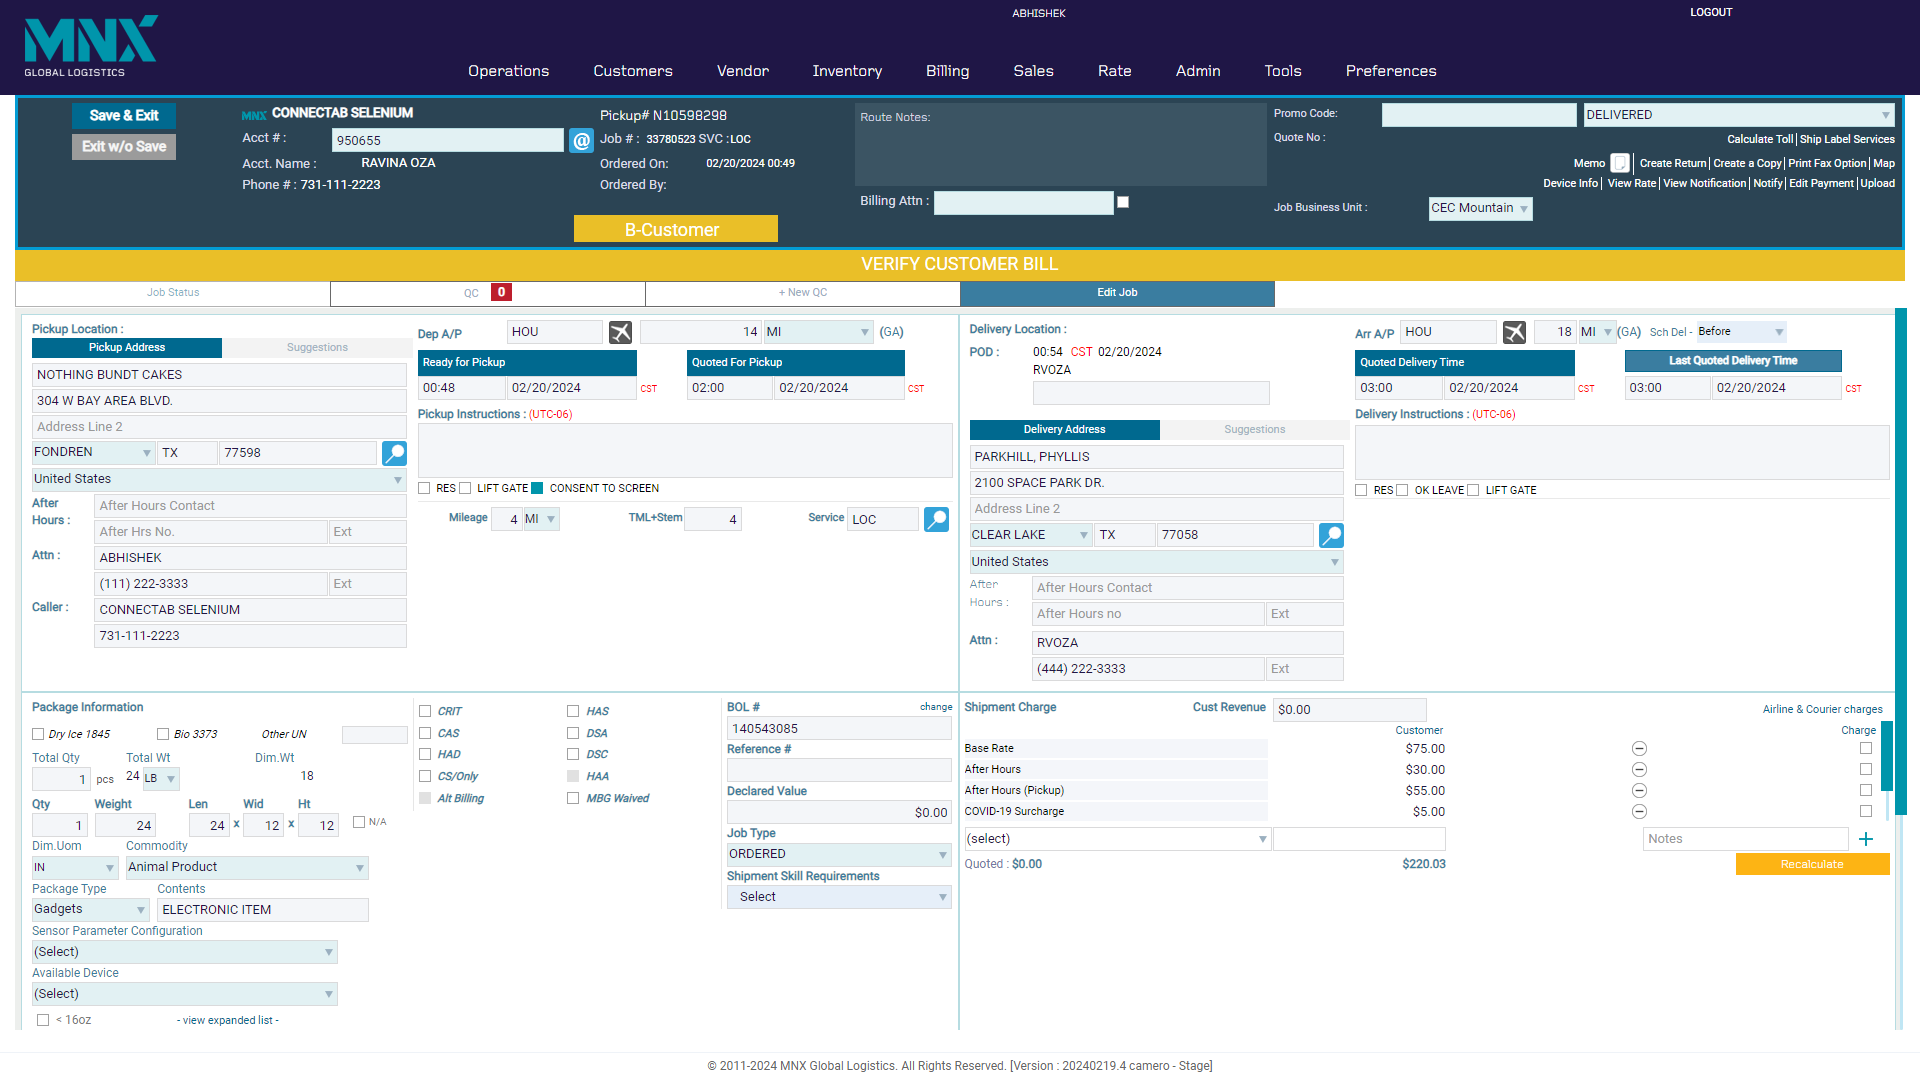 ABHISHEK
LOGOUT
MNX
GLOBAL LOGISTICS
Operations Customers Vendor Inventory Billing Sales Rate Admin Tools Preferences
Save & Exit
Exit w/o Save
MNX CONNECTAB SELENIUM
Acct # : 950655 @
Acct. Name : RAVINA OZA
Phone # : 731-111-2223
Pickup# N10598298
Job # : 33780523 SVC :LOC
Ordered On: 02/20/2024 00:49
Ordered By:
B-Customer
Route Notes:
Billing Attn :
Promo Code: DELIVERED
Quote No :
Calculate Toll| Ship Label Services
Memo | Create Return| Create a Copy| Print Fax Option| Map
Device Info| View Rate| View Notification| Notify| Edit Payment| Upload
Job Business Unit : CEC Mountain
VERIFY CUSTOMER BILL
Job Status QC 0 + New QC Edit Job
Pickup Location :
Pickup Address Suggestions
NOTHING BUNDT CAKES
304 W BAY AREA BLVD.
Address Line 2
FONDREN TX 77598
United States
After Hours : After Hours Contact
After Hrs No. Ext
Attn : ABHISHEK
(111) 222-3333 Ext
Caller : CONNECTAB SELENIUM
731-111-2223
Dep A/P HOU 14 MI (GA)
Ready for Pickup Quoted For Pickup
00:48 02/20/2024 CST 02:00 02/20/2024 CST
Pickup Instructions : (UTC-06)
RES LIFT GATE CONSENT TO SCREEN
Mileage 4 MI TML+Stem 4 Service LOC
Delivery Location :
POD : 00:54 CST 02/20/2024
RVOZA
Delivery Address Suggestions
PARKHILL, PHYLLIS
2100 SPACE PARK DR.
Address Line 2
CLEAR LAKE TX 77058
United States
After Hours : After Hours Contact
After Hours no Ext
Attn : RVOZA
(444) 222-3333 Ext
Arr A/P HOU 18 MI (GA) Sch Del - Before
Quoted Delivery Time Last Quoted Delivery Time
03:00 02/20/2024 CST 03:00 02/20/2024 CST
Delivery Instructions : (UTC-06)
RES OK LEAVE LIFT GATE
Package Information
Dry Ice 1845 Bio 3373 Other UN
Total Qty Total Wt Dim.Wt
1 pcs 24 LB 18
Qty Weight Len Wid Ht
1 24 24 x 12 x 12 N/A
Dim.Uom Commodity
IN Animal Product
Package Type Contents
Gadgets ELECTRONIC ITEM
Sensor Parameter Configuration
(Select)
Available Device
(Select)
< 16oz - view expanded list -
CRIT HAS
CAS DSA
HAD DSC
CS/Only HAA
Alt Billing MBG Waived
BOL # change
140543085
Reference #
Declared Value
$0.00
Job Type
ORDERED
Shipment Skill Requirements
Select
Shipment Charge Cust Revenue $0.00 Airline & Courier charges
Customer Charge
Base Rate $75.00
After Hours $30.00
After Hours (Pickup) $55.00
COVID-19 Surcharge $5.00
(select) Notes +
Quoted : $0.00 $220.03 Recalculate
© 2011-2024 MNX Global Logistics. All Rights Reserved. [Version : 20240219.4 camero - Stage]